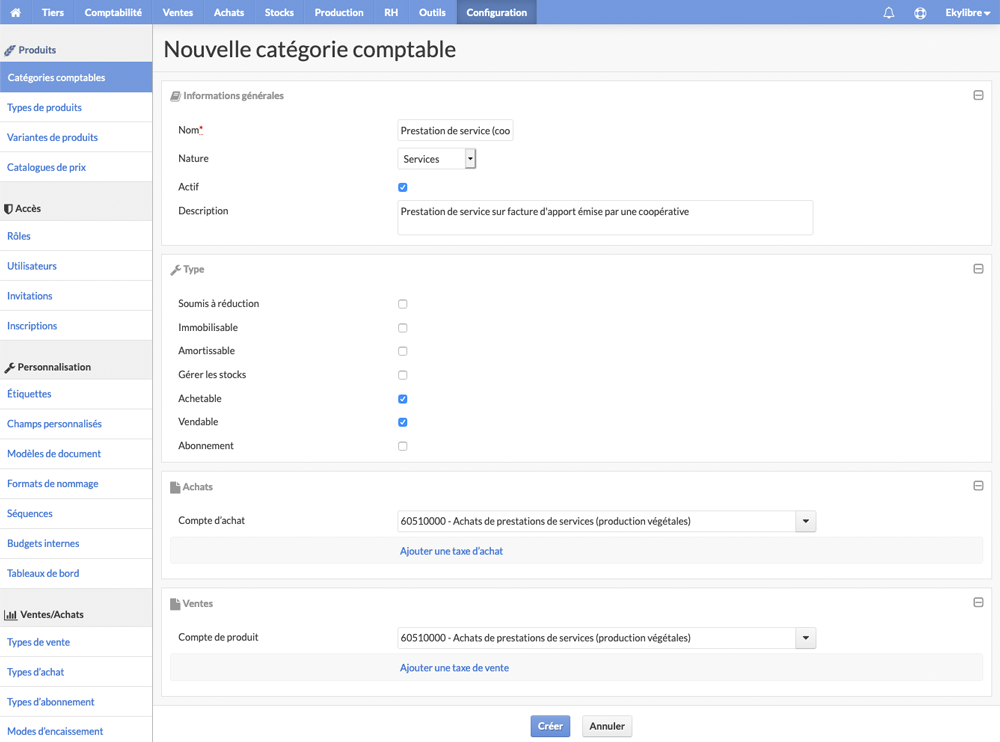 Tiers Comptabilité Ventes Achats Stocks Production RH Outils Configuration Ekylibre
Produits
Catégories comptables
Types de produits
Variantes de produits
Catalogues de prix
Accès
Rôles
Utilisateurs
Invitations
Inscriptions
Personnalisation
Étiquettes
Champs personnalisés
Modèles de document
Formats de nommage
Séquences
Budgets internes
Tableaux de bord
Ventes/Achats
Types de vente
Types d'achat
Types d'abonnement
Modes d'encaissement
Nouvelle catégorie comptable
Informations générales
Nom* Prestation de service (coo
Nature Services
Actif
Description Prestation de service sur facture d'apport émise par une coopérative
Type
Soumis à réduction
Immobilisable
Amortissable
Gérer les stocks
Achetable
Vendable
Abonnement
Achats
Compte d'achat 60510000 - Achats de prestations de services (production végétales)
Ajouter une taxe d'achat
Ventes
Compte de produit 60510000 - Achats de prestations de services (production végétales)
Ajouter une taxe de vente
Créer Annuler